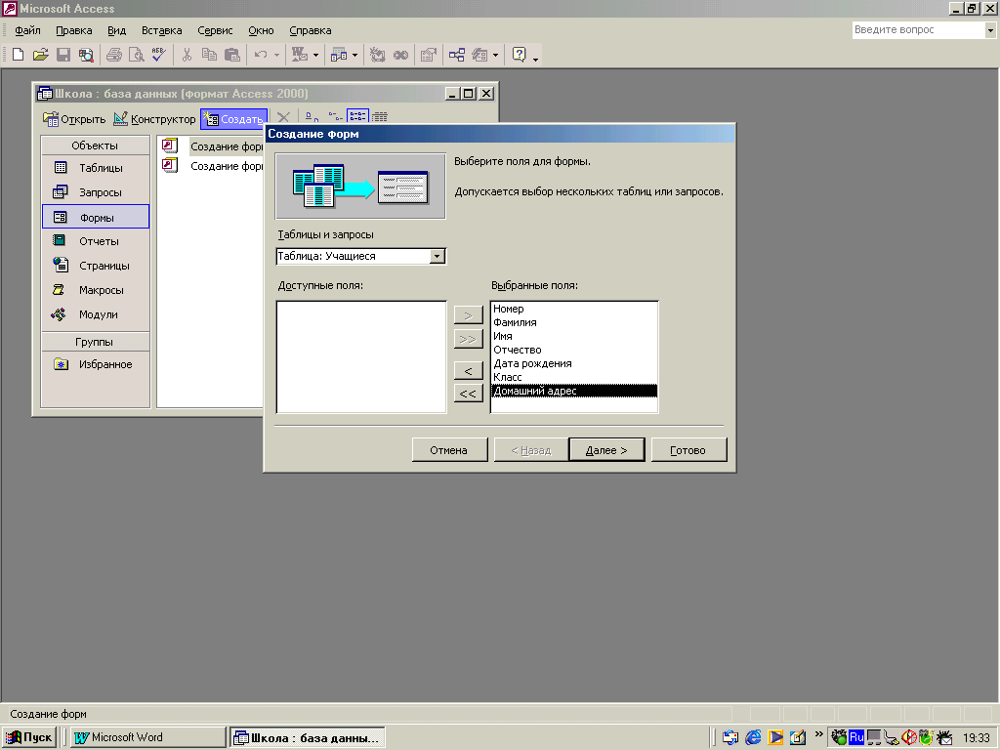 Microsoft Access
Файл Правка Вид Вставка Сервис Окно Справка
Введите вопрос
Школа : база данных (формат Access 2000)
Открыть Конструктор Создать
Объекты
Таблицы
Запросы
Формы
Отчеты
Страницы
Макросы
Модули
Группы
Избранное
Создание фор
Создание фор
Создание форм
Выберите поля для формы.
Допускается выбор нескольких таблиц или запросов.
Таблицы и запросы
Таблица: Учащиеся
Доступные поля:
Выбранные поля:
>
>>
<
<<
Номер
Фамилия
Имя
Отчество
Дата рождения
Класс
Домашний адрес
Отмена
< Назад
Далее >
Готово
Создание форм
Пуск
Microsoft Word
Школа : база данны...
Ru
19:33